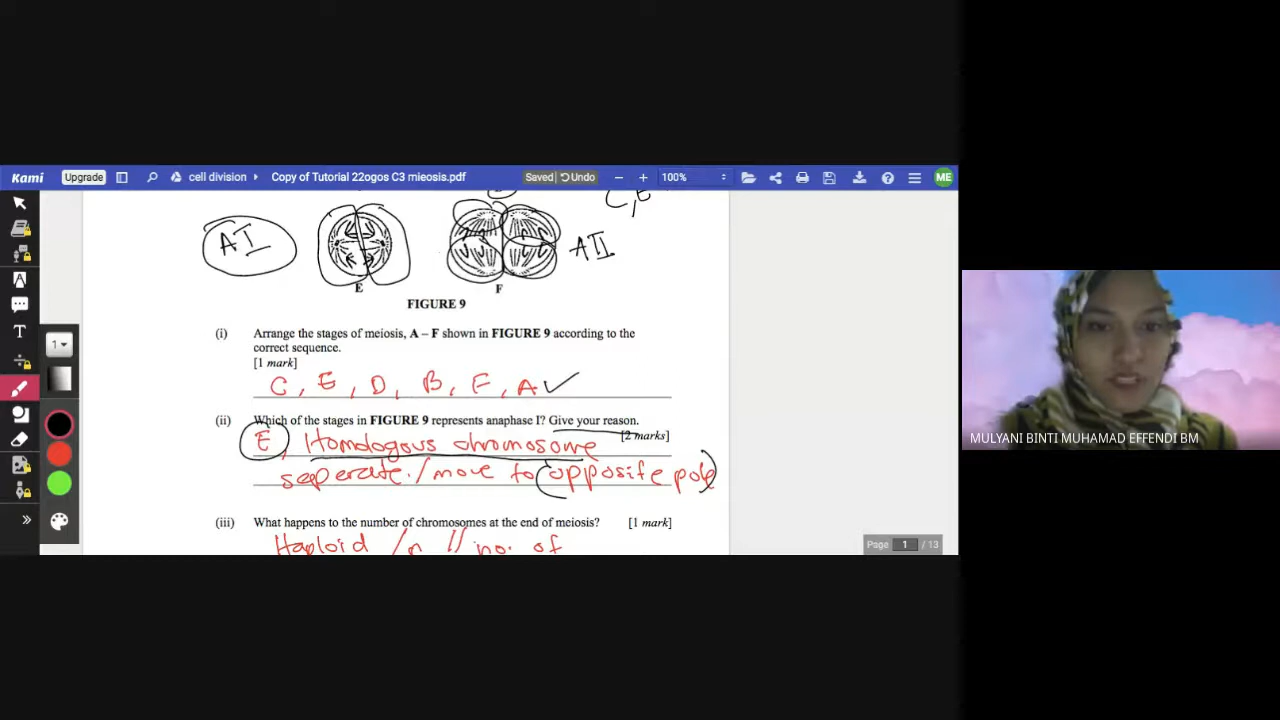 Kami
Upgrade
cell division
Copy of Tutorial 22ogos C3 mieosis.pdf
Saved
Undo
100%
ME
C, E
AI
AII
E
F
FIGURE 9
(i) Arrange the stages of meiosis, A – F shown in FIGURE 9 according to the
correct sequence.
[1 mark]
C, E, D, B, F, A
(ii) Which of the stages in FIGURE 9 represents anaphase I? Give your reason.
[2 marks]
E, Homologous chromosome
seperate. / move to opposite pole
(iii) What happens to the number of chromosomes at the end of meiosis? [1 mark]
Haploid / n // no. of
T
1
Page 1 / 13
MULYANI BINTI MUHAMAD EFFENDI BM